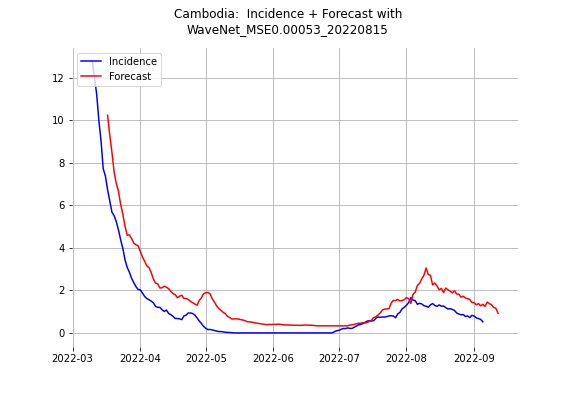 Cambodia:  Incidence + Forecast with
WaveNet_MSE0.00053_20220815
Incidence
Forecast
12
10
8
6
4
2
0
2022-03 2022-04 2022-05 2022-06 2022-07 2022-08 2022-09